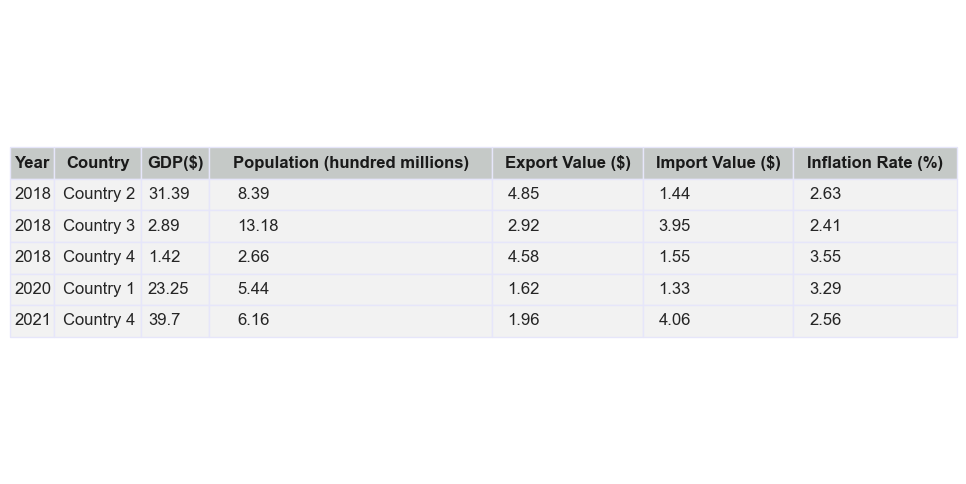 Year Country GDP($) Population (hundred millions) Export Value ($) Import Value ($) Inflation Rate (%)
2018 Country 2 31.39 8.39 4.85 1.44 2.63
2018 Country 3 2.89 13.18 2.92 3.95 2.41
2018 Country 4 1.42 2.66 4.58 1.55 3.55
2020 Country 1 23.25 5.44 1.62 1.33 3.29
2021 Country 4 39.7 6.16 1.96 4.06 2.56